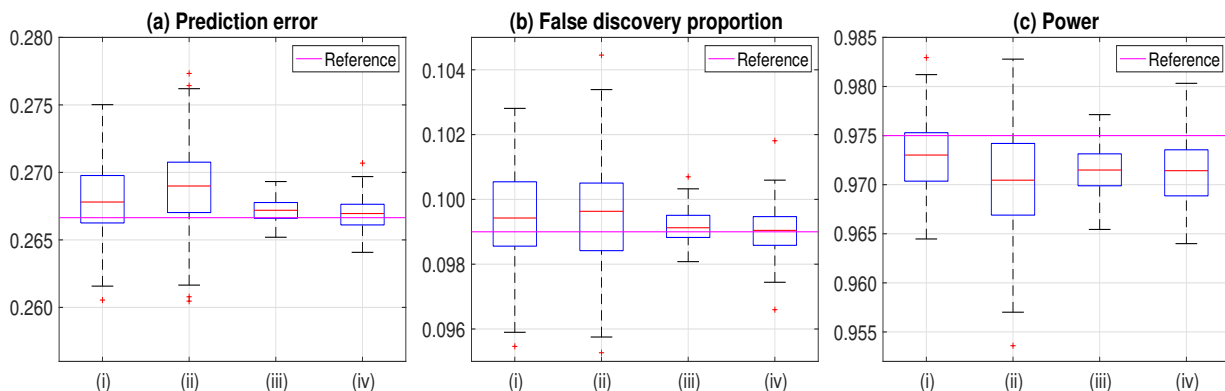 (a) Prediction error
Reference
0.280
0.275
0.270
0.265
0.260
(i) (ii) (iii) (iv)
(b) False discovery proportion
Reference
0.104
0.102
0.100
0.098
0.096
(i) (ii) (iii) (iv)
(c) Power
Reference
0.985
0.980
0.975
0.970
0.965
0.960
0.955
(i) (ii) (iii) (iv)